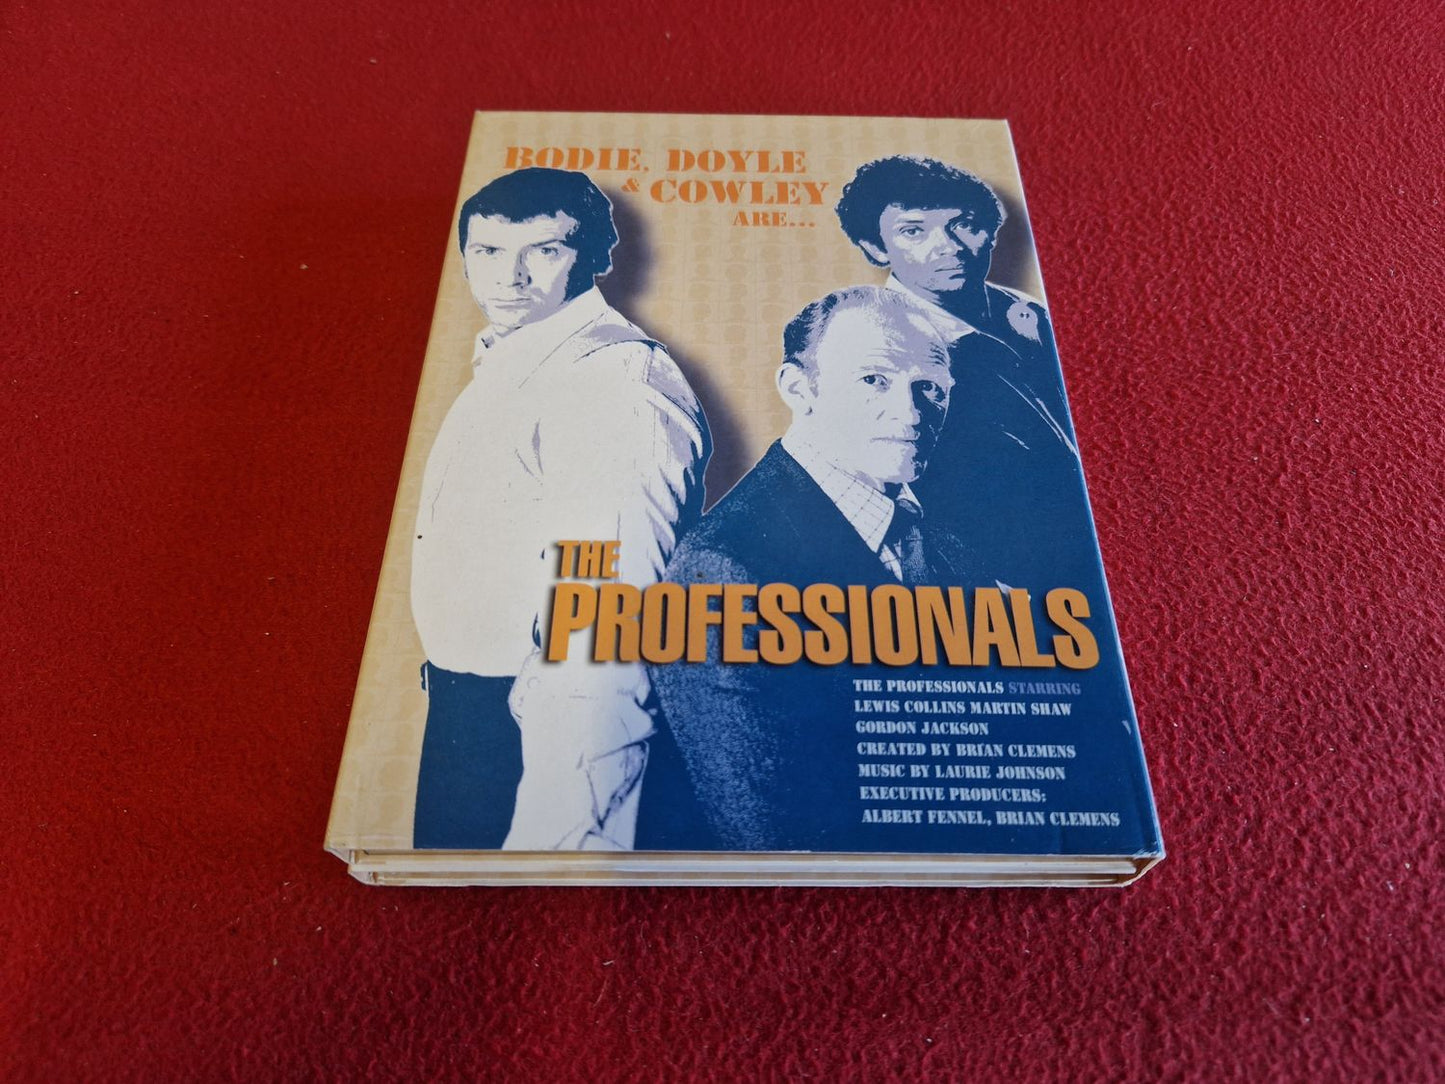 BODIE, DOYLE
& COWLEY
ARE...
THE
PROFESSIONALS
THE PROFESSIONALS STARRING
LEWIS COLLINS MARTIN SHAW
GORDON JACKSON
CREATED BY BRIAN CLEMENS
MUSIC BY LAURIE JOHNSON
EXECUTIVE PRODUCERS:
ALBERT FENNEL, BRIAN CLEMENS